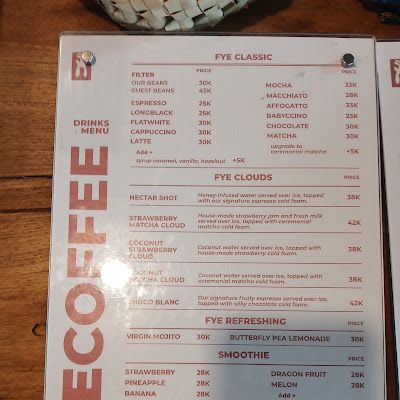 FYE CLASSIC
FILTER PRICE
OUR BEANS 30K
GUEST BEANS 45K
ESPRESSO 25K
LONGBLACK 25K
FLATWHITE 30K
CAPPUCCINO 30K
LATTE 30K
Add +
syrup caramel, vanilla, hazelnut +5K
PRICE
MOCHA 33K
MACCHIATO 28K
AFFOGATTO 33K
BABYCCINO 25K
CHOCOLATE 30K
MATCHA 30K
upgrade to
ceremonial matcha +5K
DRINKS
MENU
ECOFFEE
FYE CLOUDS PRICE
NECTAR SHOT Honey-infused water served over ice, topped
with our signature espresso cold foam. 38K
STRAWBERRY
MATCHA CLOUD House-made strawberry jam and fresh milk
served over ice, topped with ceremonial
matcha cold foam. 42K
COCONUT
STRAWBERRY
CLOUD Coconut water served over ice, topped with
house-made strawberry cold foam. 38K
COCONUT
MATCHA CLOUD Coconut water served over ice, topped with
ceremonial matcha cold foam. 38K
CHOCO BLANC Our signature fruity espresso served over ice,
topped with silky chocolate cold foam. 42K
FYE REFRESHING PRICE
VIRGIN MOJITO 30K BUTTERFLY PEA LEMONADE 30K
SMOOTHIE PRICE
STRAWBERRY 28K DRAGON FRUIT 28K
PINEAPPLE 28K MELON 28K
BANANA 28K Add +